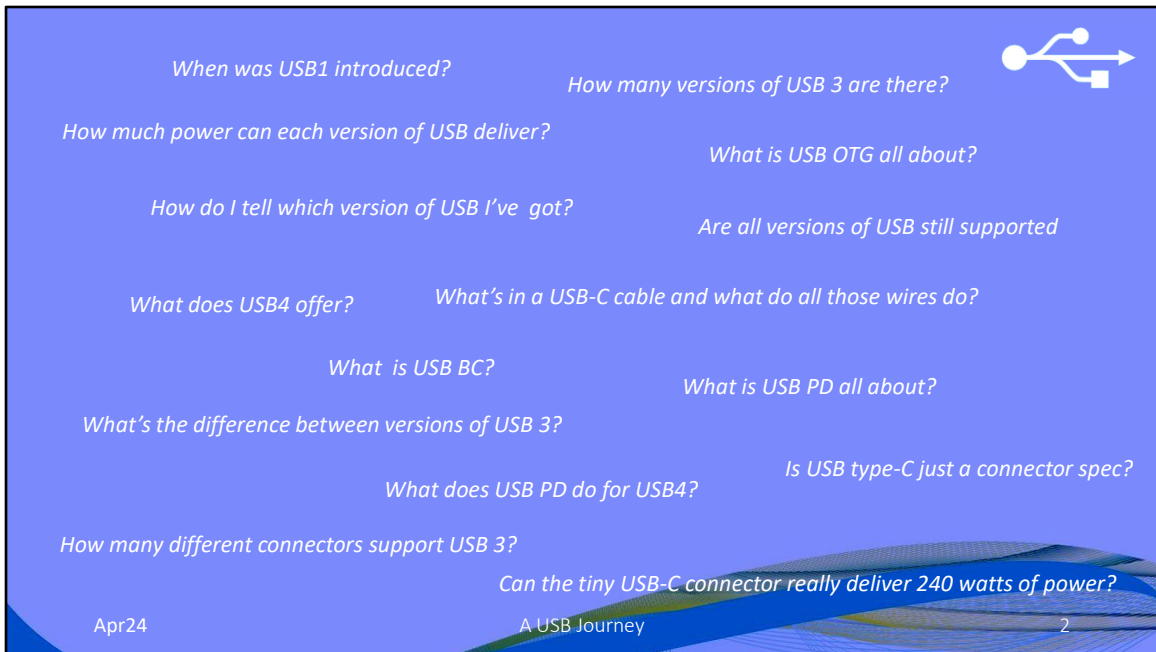 When was USB1 introduced?
How many versions of USB 3 are there?
How much power can each version of USB deliver?
What is USB OTG all about?
How do I tell which version of USB I've  got?
Are all versions of USB still supported
What does USB4 offer?
What's in a USB-C cable and what do all those wires do?
What  is USB BC?
What is USB PD all about?
What's the difference between versions of USB 3?
Is USB type-C just a connector spec?
What does USB PD do for USB4?
How many different connectors support USB 3?
Can the tiny USB-C connector really deliver 240 watts of power?
Apr24
A USB Journey
2